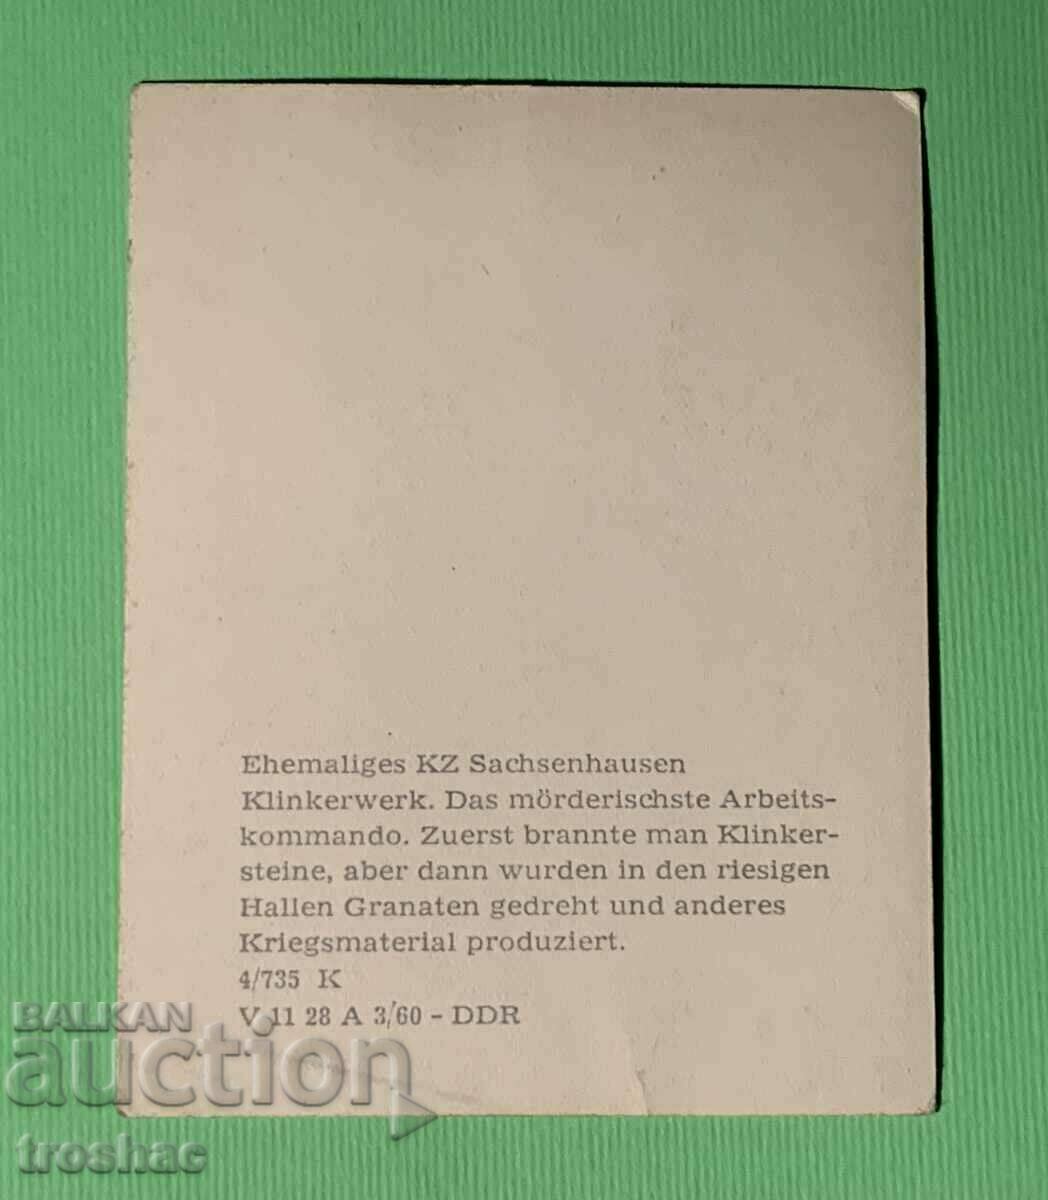 Ehemaliges KZ Sachsenhausen
Klinkerwerk. Das mörderischste Arbeits-
kommando. Zuerst brannte man Klinker-
steine, aber dann wurden in den riesigen
Hallen Granaten gedreht und anderes
Kriegsmaterial produziert.
4/735 K
V 11 28 A 3/60 - DDR
BALKAN
auction
troshac